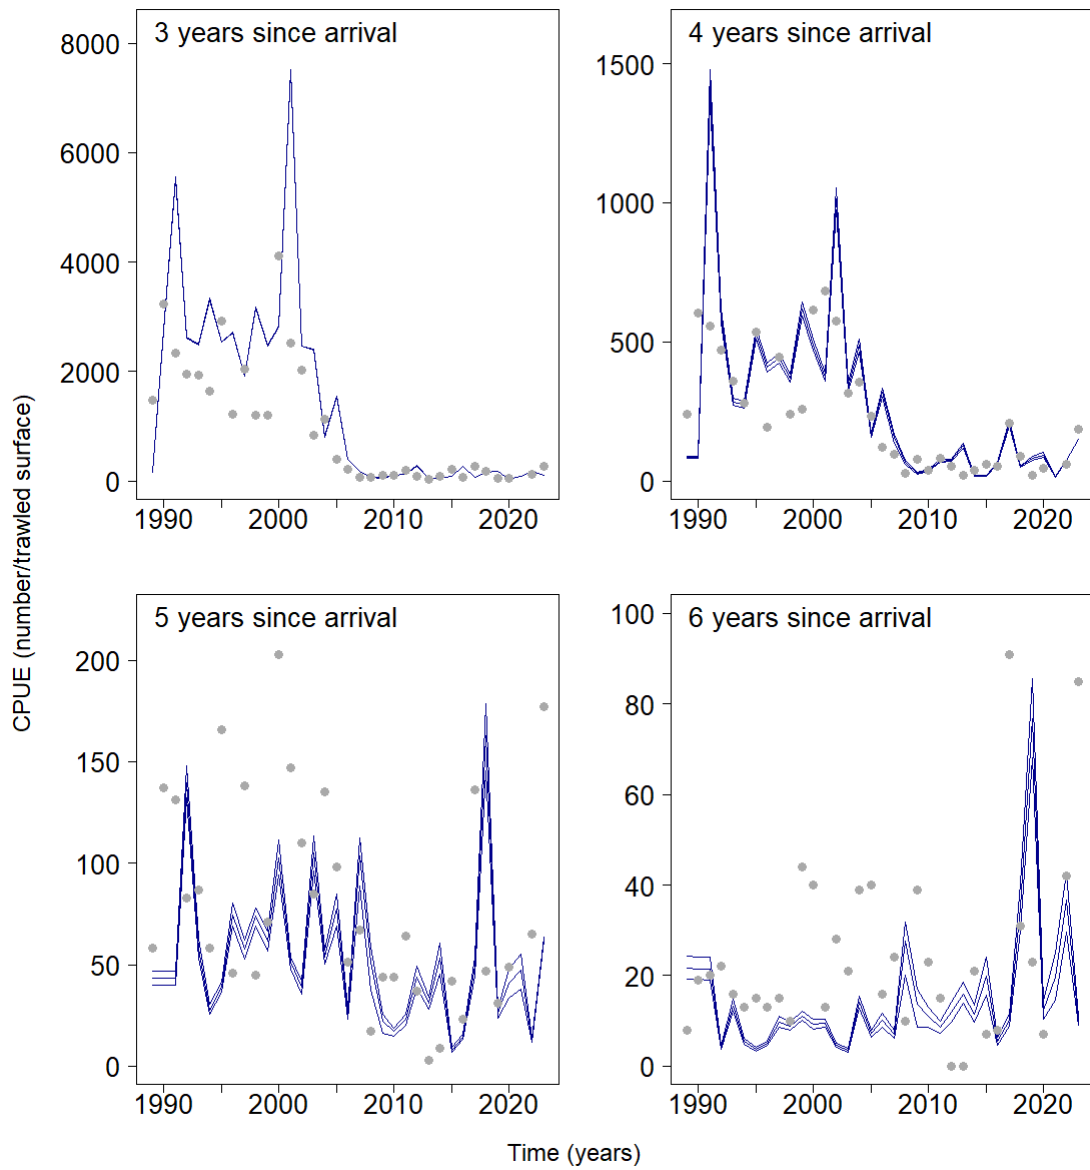 3 years since arrival
8000
6000
4000
2000
0
1990 2000 2010 2020
4 years since arrival
1500
1000
500
0
1990 2000 2010 2020
CPUE (number/trawled surface)
5 years since arrival
200
150
100
50
0
1990 2000 2010 2020
6 years since arrival
100
80
60
40
20
0
1990 2000 2010 2020
Time (years)